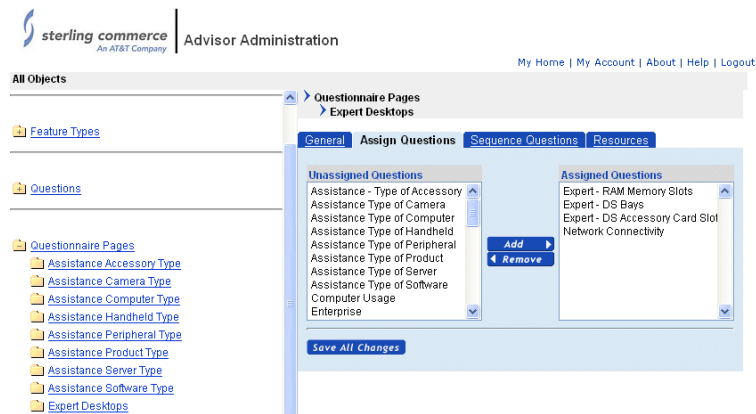 sterling commerce
An AT&T Company
Advisor Administration
My Home | My Account | About | Help | Logout
All Objects
Feature Types
Questions
Questionnaire Pages
Assistance Accessory Type
Assistance Camera Type
Assistance Computer Type
Assistance Handheld Type
Assistance Peripheral Type
Assistance Product Type
Assistance Server Type
Assistance Software Type
Expert Desktops
Questionnaire Pages
Expert Desktops
General Assign Questions Sequence Questions Resources
Unassigned Questions
Assistance - Type of Accessory
Assistance Type of Camera
Assistance Type of Computer
Assistance Type of Handheld
Assistance Type of Peripheral
Assistance Type of Product
Assistance Type of Server
Assistance Type of Software
Computer Usage
Enterprise
Add
Remove
Assigned Questions
Expert - RAM Memory Slots
Expert - DS Bays
Expert - DS Accessory Card Slot
Network Connectivity
Save All Changes